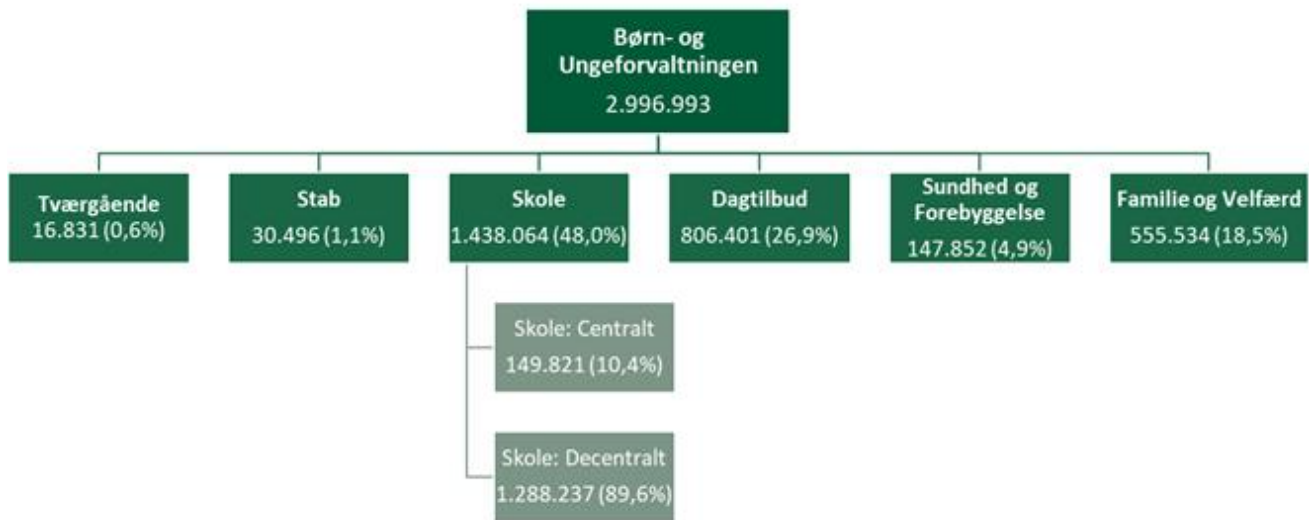 Børn- og
Ungeforvaltningen
2.996.993
Tværgående
16.831 (0,6%)
Stab
30.496 (1,1%)
Skole
1.438.064 (48,0%)
Dagtilbud
806.401 (26,9%)
Sundhed og
Forebyggelse
147.852 (4,9%)
Familie og Velfærd
555.534 (18,5%)
Skole: Centralt
149.821 (10,4%)
Skole: Decentralt
1.288.237 (89,6%)